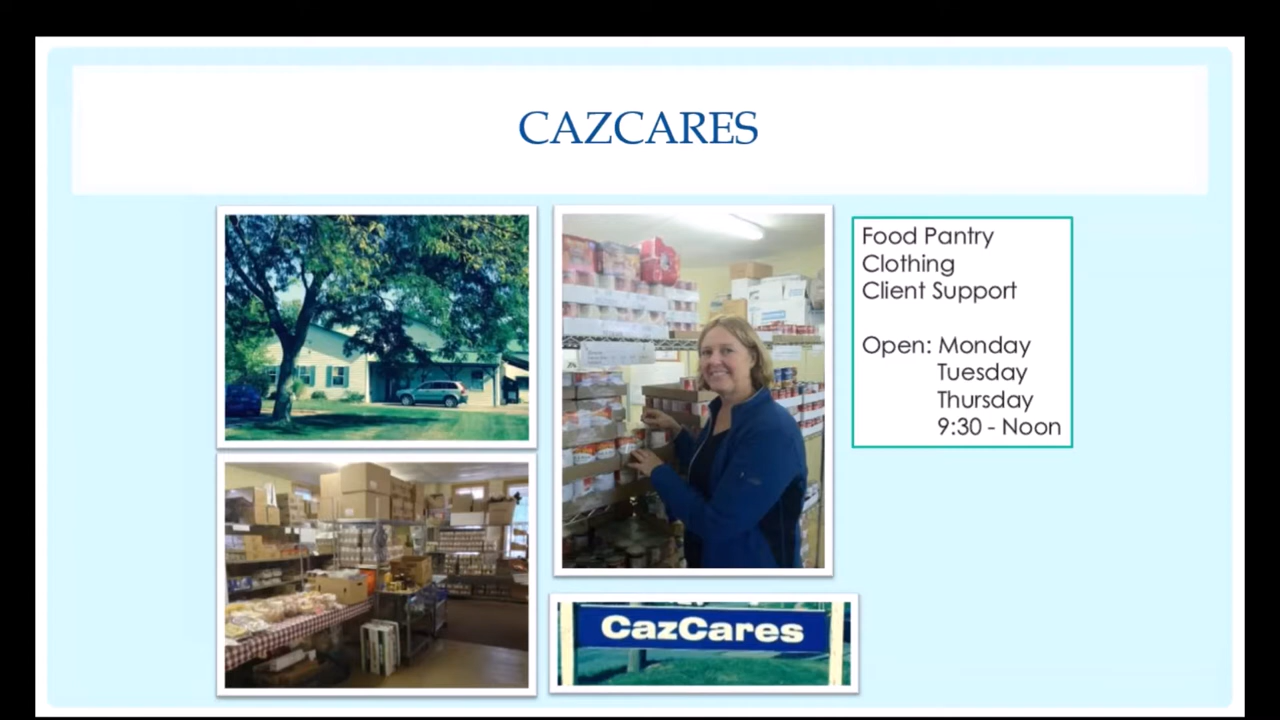 CAZCARES
Food Pantry
Clothing
Client Support
Open: Monday
Tuesday
Thursday
9:30 - Noon
CazCares